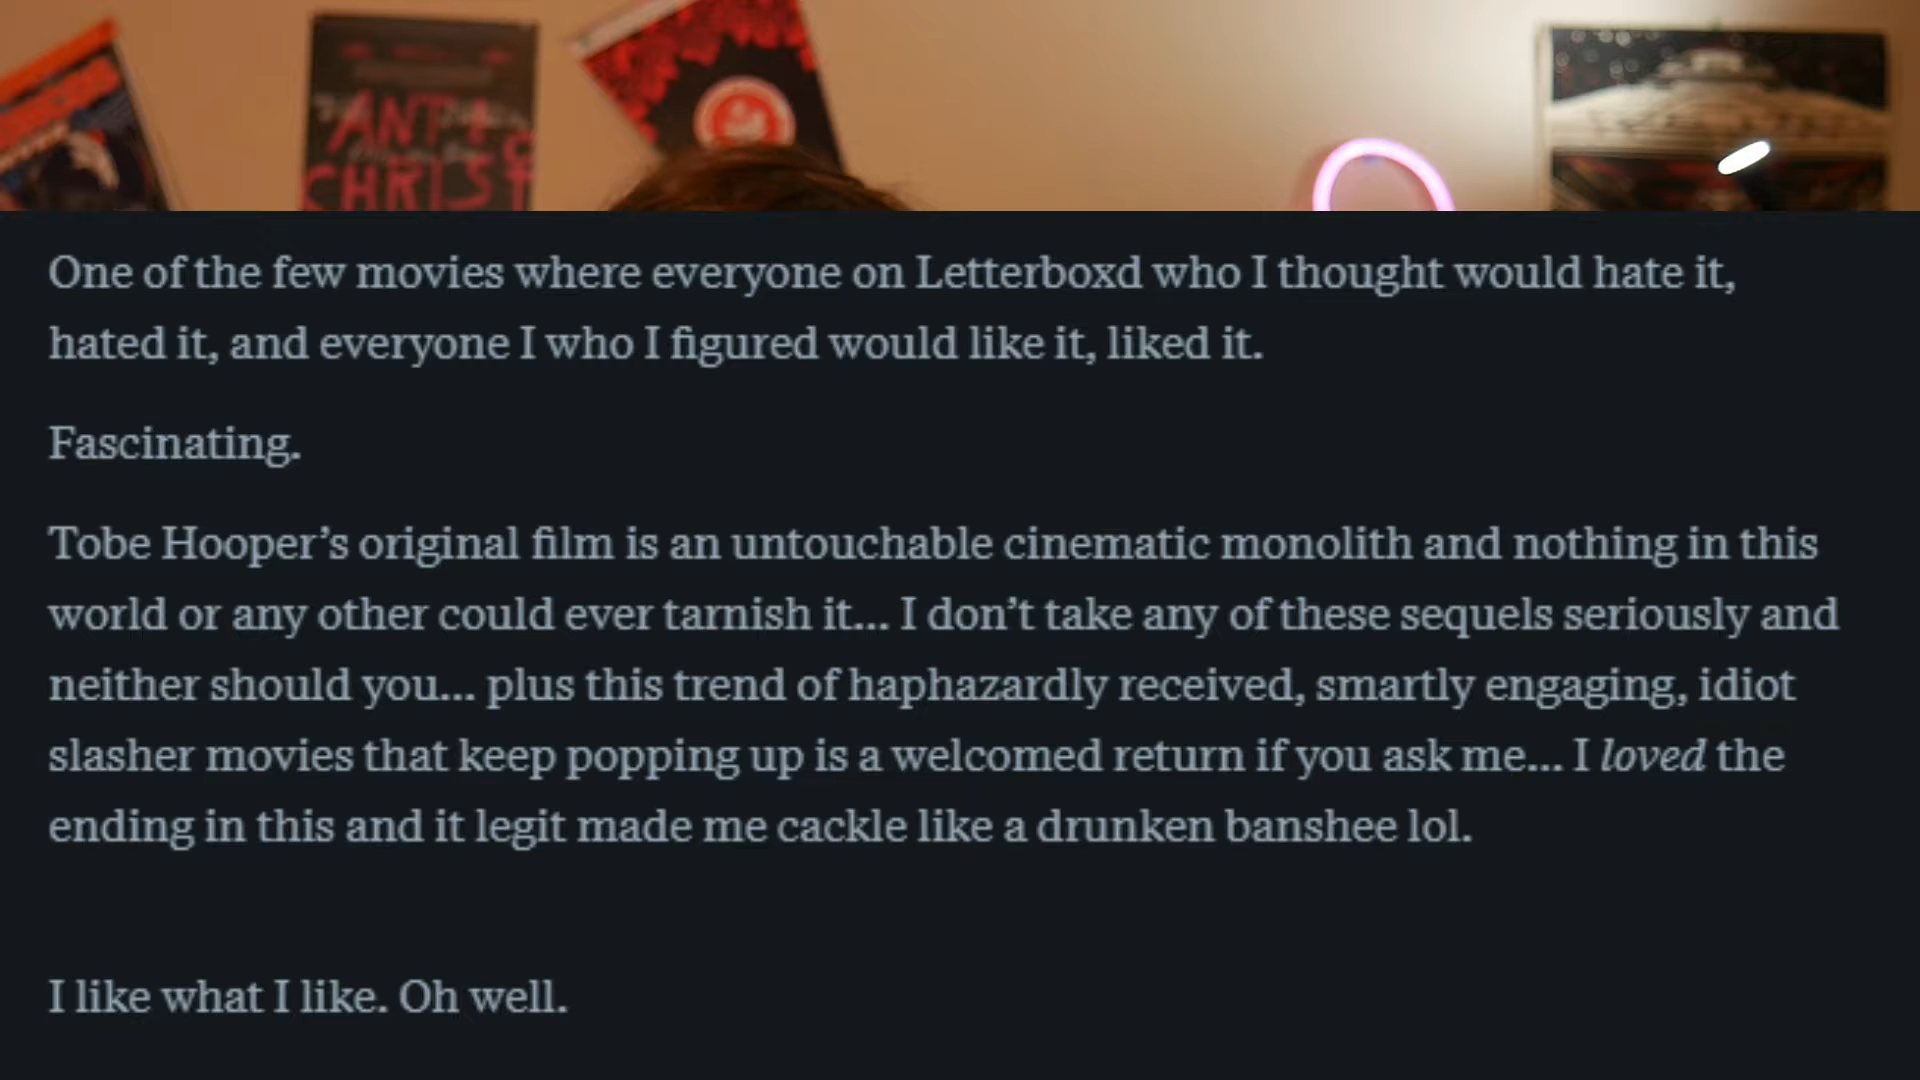 ANTI
CHRIST
One of the few movies where everyone on Letterboxd who I thought would hate it,
hated it, and everyone I who I figured would like it, liked it.
Fascinating.
Tobe Hooper’s original film is an untouchable cinematic monolith and nothing in this
world or any other could ever tarnish it... I don’t take any of these sequels seriously and
neither should you... plus this trend of haphazardly received, smartly engaging, idiot
slasher movies that keep popping up is a welcomed return if you ask me... I loved the
ending in this and it legit made me cackle like a drunken banshee lol.
I like what I like. Oh well.